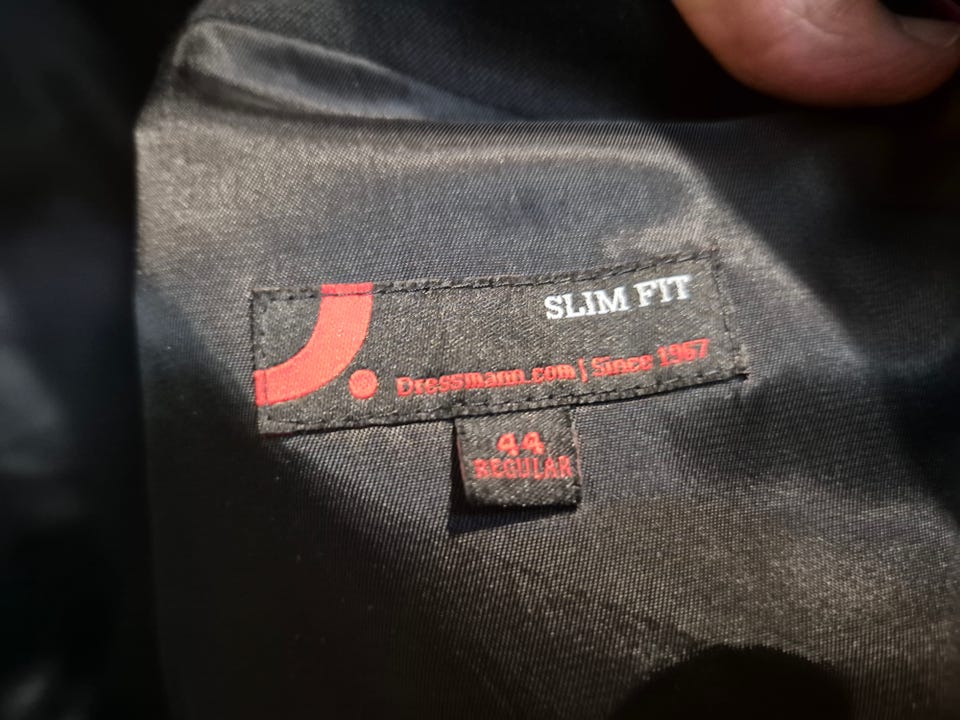 SLIM FIT
Dressmann.com | Since 1967
44
REGULAR